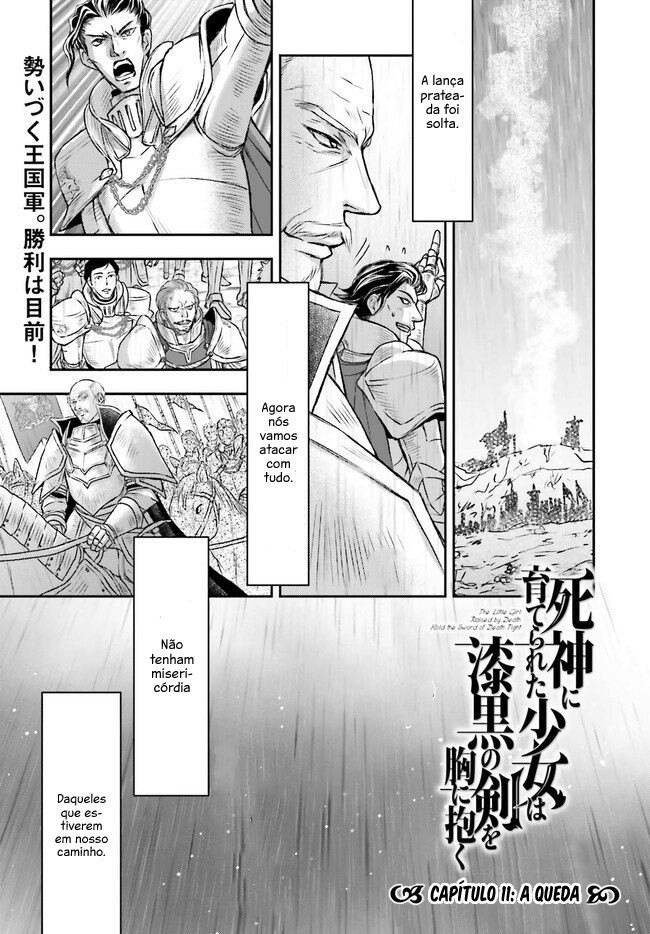 A lança
pratea-
da foi
solta.
勢いづく王国軍。勝利は目前！
Agora
nós
vamos
atacar
com
tudo.
Não
tenham
miseri-
córdia
Daqueles
que es-
tiverem
em nosso
caminho.
The Little Girl
Raised by Death
Hold the Sword of Death Tight
死神に
育てられた少女は
漆黒の剣を
胸に抱く
CAPÍTULO 11: A QUEDA